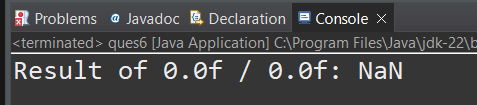 Problems Javadoc Declaration Console
<terminated> ques6 [Java Application] C:\Program Files\Java\jdk-22\b
Result of 0.0f / 0.0f: NaN